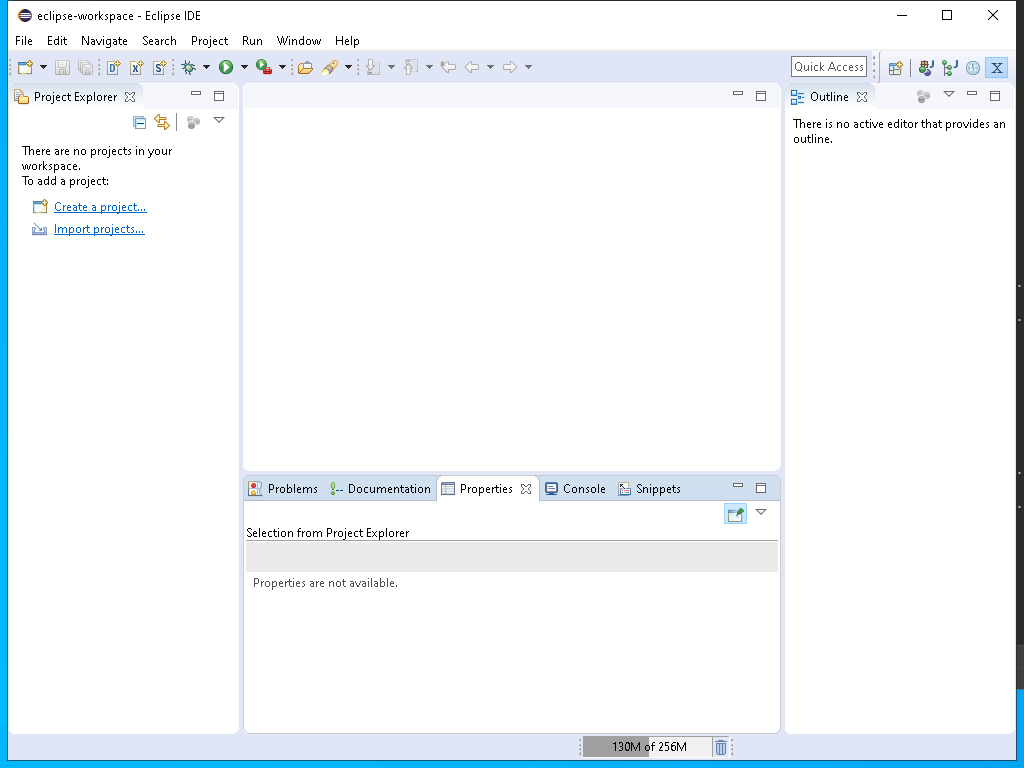 eclipse-workspace - Eclipse IDE
File Edit Navigate Search Project Run Window Help
Quick Access
Project Explorer
There are no projects in your
workspace.
To add a project:
Create a project...
Import projects...
Outline
There is no active editor that provides an
outline.
Problems Documentation Properties Console Snippets
Selection from Project Explorer
Properties are not available.
130M of 256M